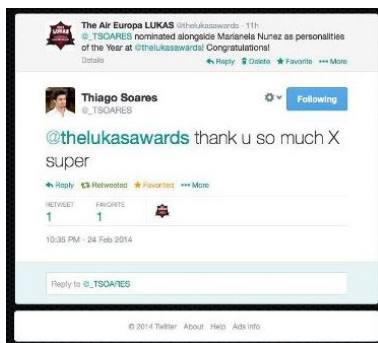 The Air Europa LUKAS @thelukasawards · 11h
@_TSOARES nominated alongside Marianela Nunez as personalities
of the Year at @thelukasawards! Congratulations!
Details Reply Delete Favorite More
Thiago Soares
@_TSOARES
Following
@thelukasawards thank u so much X
super
Reply Retweeted Favorited More
RETWEET FAVORITE
1 1
10:35 PM - 24 Feb 2014
Reply to @_TSOARES
© 2014 Twitter About Help Ads info